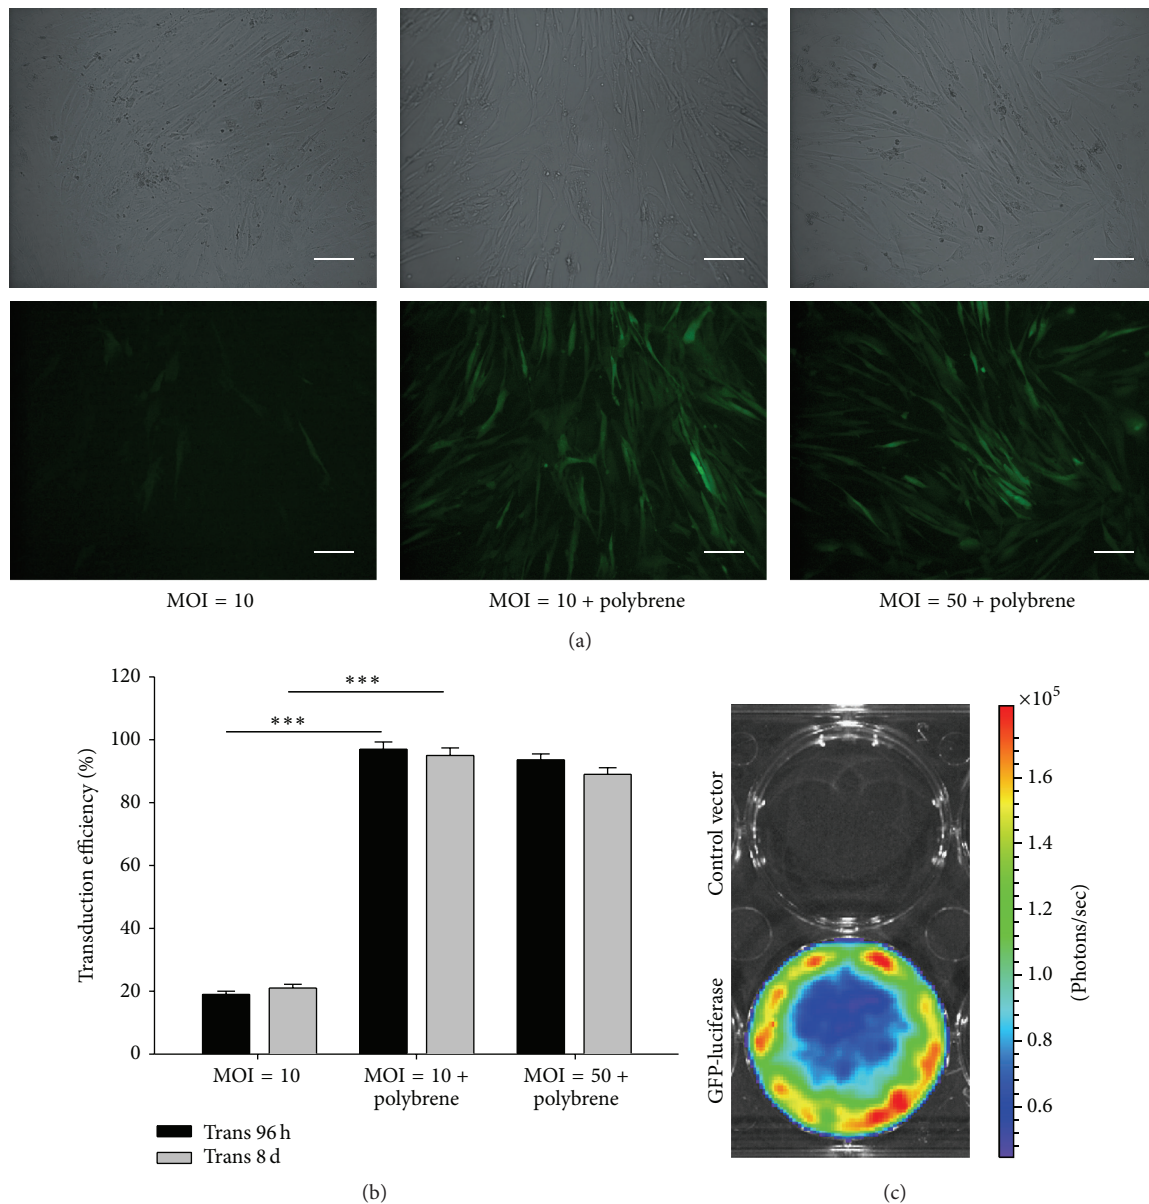 MOI = 10
MOI = 10 + polybrene
MOI = 50 + polybrene
(a)
Transduction efficiency (%)
120
100
80
60
40
20
0
***
***
MOI = 10
MOI = 10 +
polybrene
MOI = 50 +
polybrene
Trans 96 h
Trans 8 d
(b)
Control vector
GFP-luciferase
×10⁵
1.6
1.4
1.2
1.0
0.8
0.6
(Photons/sec)
(c)